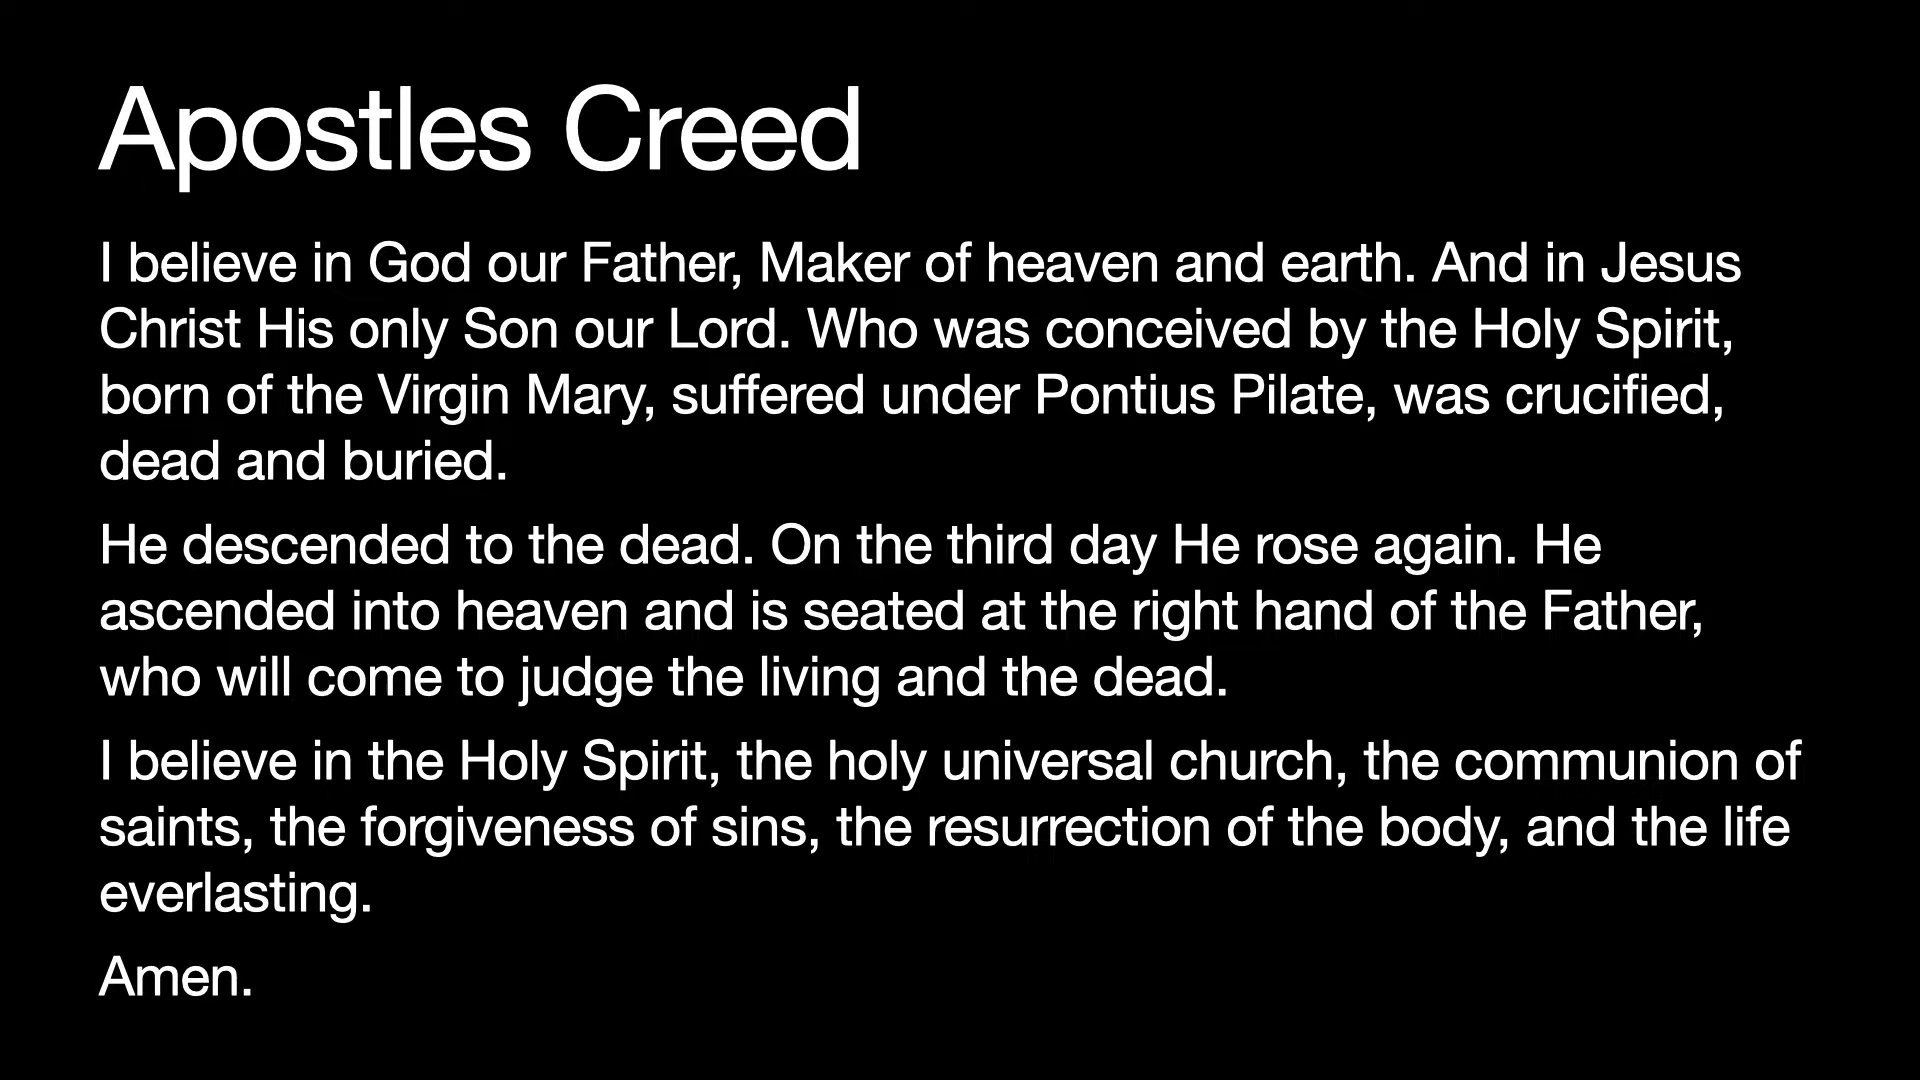 Apostles Creed
I believe in God our Father, Maker of heaven and earth. And in Jesus
Christ His only Son our Lord. Who was conceived by the Holy Spirit,
born of the Virgin Mary, suffered under Pontius Pilate, was crucified,
dead and buried.
He descended to the dead. On the third day He rose again. He
ascended into heaven and is seated at the right hand of the Father,
who will come to judge the living and the dead.
I believe in the Holy Spirit, the holy universal church, the communion of
saints, the forgiveness of sins, the resurrection of the body, and the life
everlasting.
Amen.